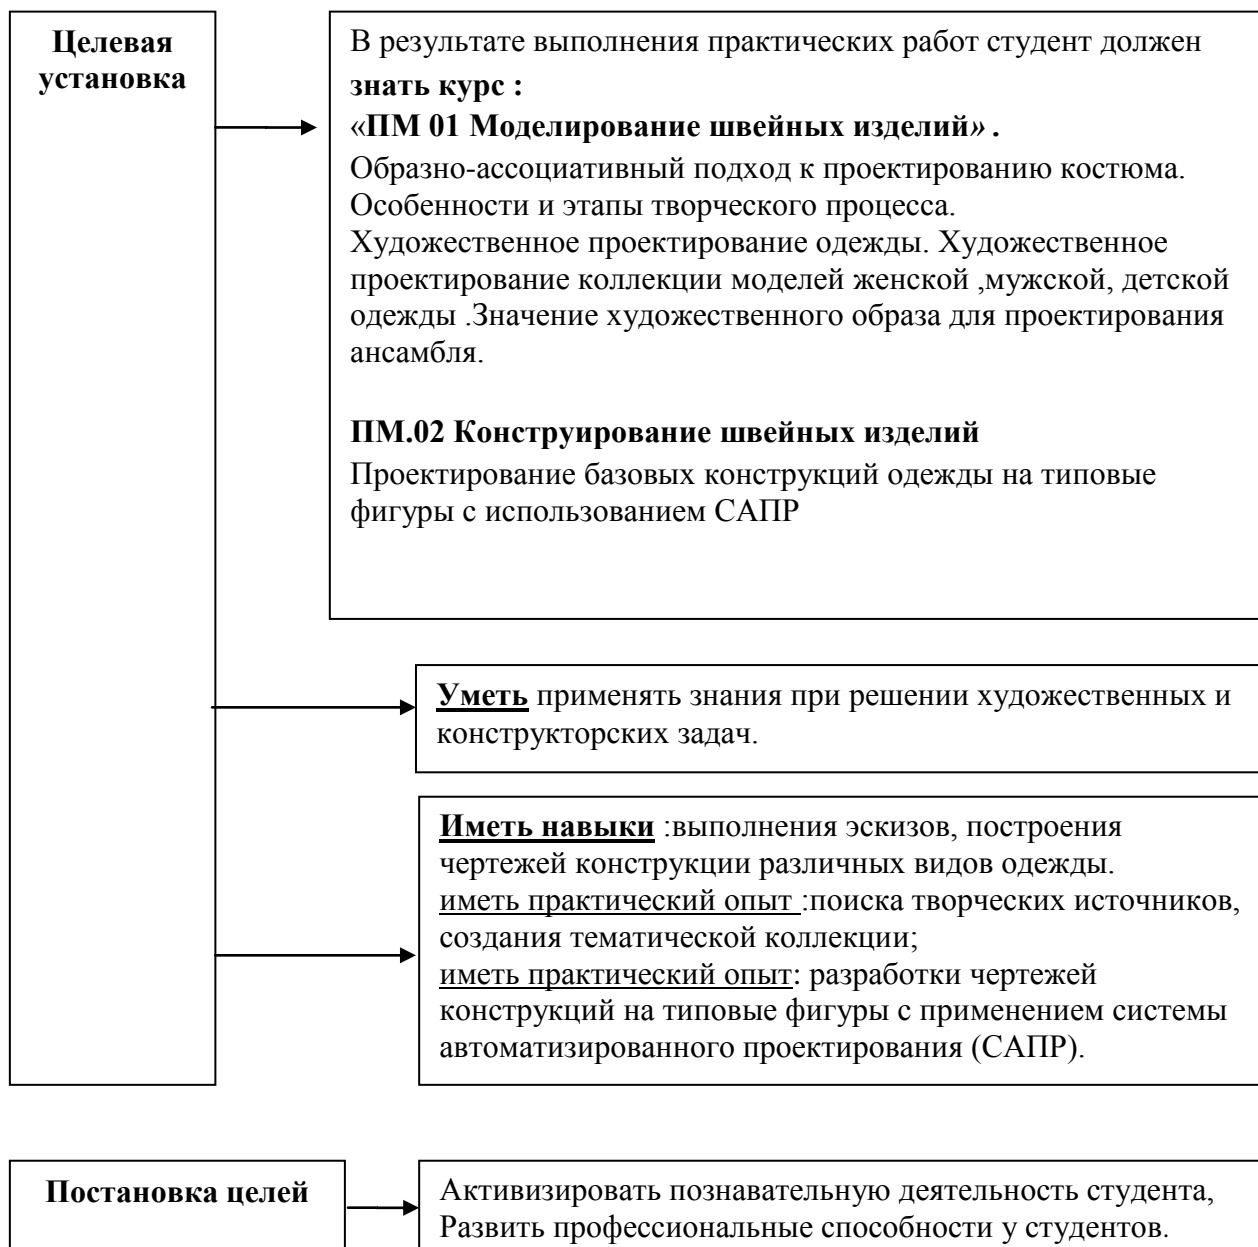 Целевая
установка
В результате выполнения практических работ студент должен
знать курс :
«ПМ 01 Моделирование швейных изделий» .
Образно-ассоциативный подход к проектированию костюма.
Особенности и этапы творческого процесса.
Художественное проектирование одежды. Художественное
проектирование коллекции моделей женской ,мужской, детской
одежды .Значение художественного образа для проектирования
ансамбля.
ПМ.02 Конструирование швейных изделий
Проектирование базовых конструкций одежды на типовые
фигуры с использованием САПР
Уметь применять знания при решении художественных и
конструкторских задач.
Иметь навыки :выполнения эскизов, построения
чертежей конструкции различных видов одежды.
иметь практический опыт :поиска творческих источников,
создания тематической коллекции;
иметь практический опыт: разработки чертежей
конструкций на типовые фигуры с применением системы
автоматизированного проектирования (САПР).
Постановка целей
Активизировать познавательную деятельность студента,
Развить профессиональные способности у студентов.